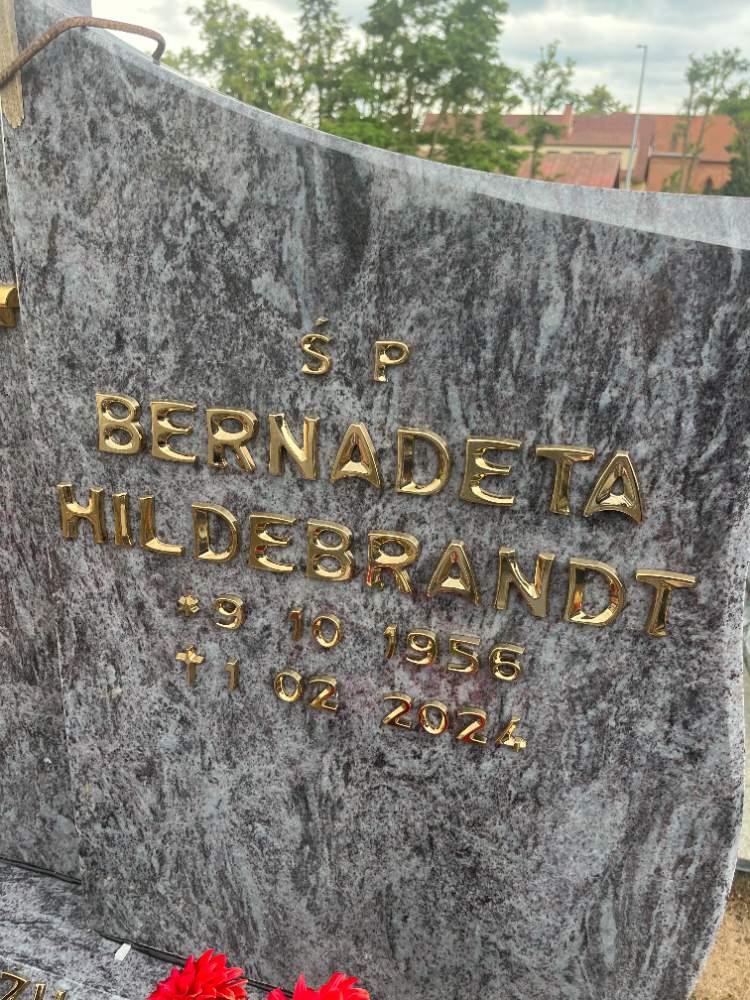 Ś P
BERNADETA
HILDEBRANDT
* 9 10 1956
† 1 02 2024